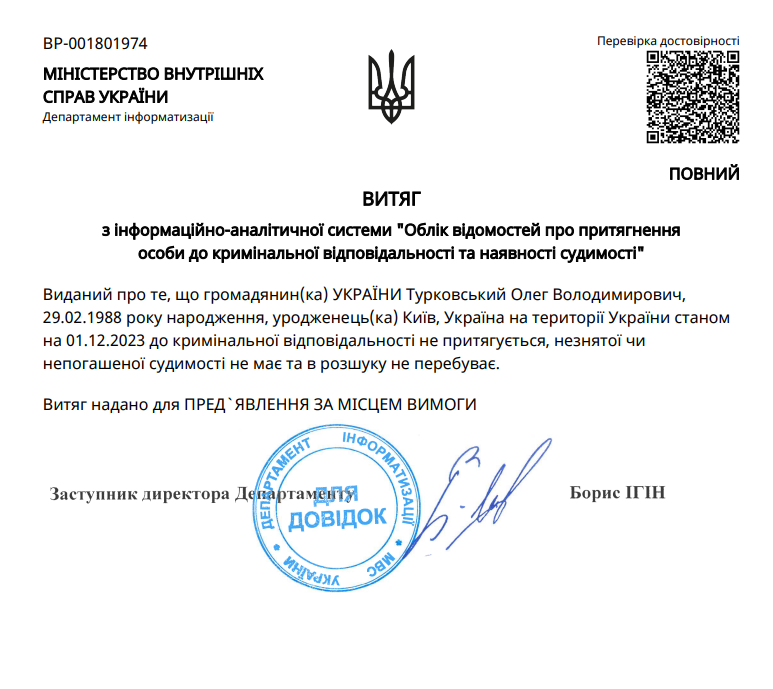 ВР-001801974
Перевірка достовірності
МІНІСТЕРСТВО ВНУТРІШНІХ
СПРАВ УКРАЇНИ
Департамент інформатизації
ПОВНИЙ
ВИТЯГ
з інформаційно-аналітичної системи "Облік відомостей про притягнення
особи до кримінальної відповідальності та наявності судимості"
Виданий про те, що громадянин(ка) УКРАЇНИ Турковський Олег Володимирович,
29.02.1988 року народження, уродженець(ка) Київ, Україна на території України станом
на 01.12.2023 до кримінальної відповідальності не притягується, незнятої чи
непогашеної судимості не має та в розшуку не перебуває.
Витяг надано для ПРЕД`ЯВЛЕННЯ ЗА МІСЦЕМ ВИМОГИ
Заступник директора Департаменту
Борис ІГІН
ДЕПАРТАМЕНТ ІНФОРМАТИЗАЦІЇ
МВС УКРАЇНИ
ДЛЯ
ДОВІДОК